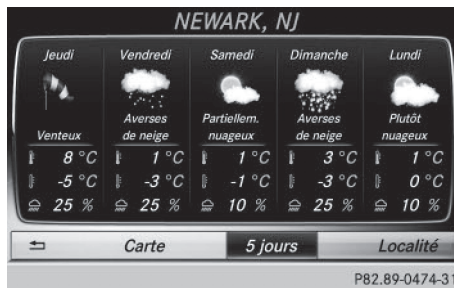 NEWARK, NJ
Jeudi Vendredi Samedi Dimanche Lundi
Averses Partiellem. Averses Plutôt
Venteux de neige nuageux de neige nuageux
8 °C 1 °C 1 °C 3 °C 1 °C
-5 °C -3 °C -1 °C -3 °C 0 °C
25 % 25 % 10 % 25 % 10 %
Carte 5 jours Localité
P82.89-0474-31